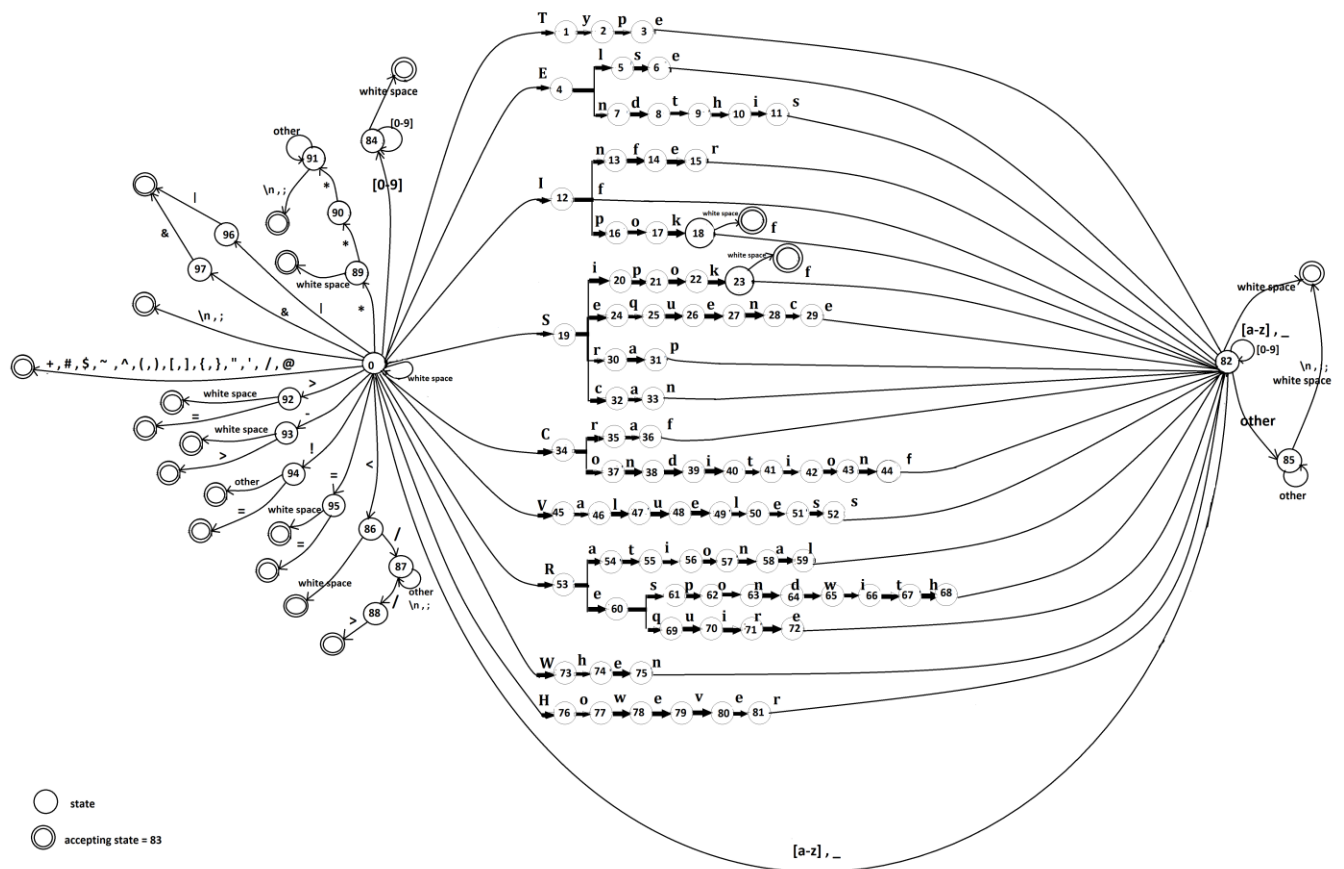 T 1 y 2 p 3 e
E 4 l 5 s 6 e
n 7 d 8 t 9 h 10 i 11 s
I 12 n 13 f 14 e 15 r
f
p 16 o 17 k 18 white space f
S 19 i 20 p 21 o 22 k 23 white space f
e 24 q 25 u 26 e 27 n 28 c 29 e
r 30 a 31 p
c 32 a 33 n
C 34 r 35 a 36 f
o 37 n 38 d 39 i 40 t 41 i 42 o 43 n 44 f
V 45 a 46 l 47 u 48 e 49 l 50 e 51 s 52 s
R 53 a 54 t 55 i 56 o 57 n 58 a 59 l
e 60 s 61 p 62 o 63 n 64 d 65 w 66 i 67 t h 68
q 69 u 70 i 71 r 72 e
W 73 h 74 e 75 n
H 76 o 77 w 78 e 79 v 80 e 81 r
white space
84 [0-9]
[0-9]
other
91
\n , ;
*
90
*
white space 89
*
|
96
&
97
|
&
\n , ;
+ , # , $ , ~ , ^ , ( , ) , [ , ] , { , } , " , ' , / , @
0
white space
>
white space 92
=
-
white space 93
>
!
other 94
=
=
white space 95
=
<
86
white space
/
87
other
\n , ;
/
88
>
82
[a-z] , _
[0-9]
white space
\n , ;
white space
other
85
other
[a-z] , _
state
accepting state = 83